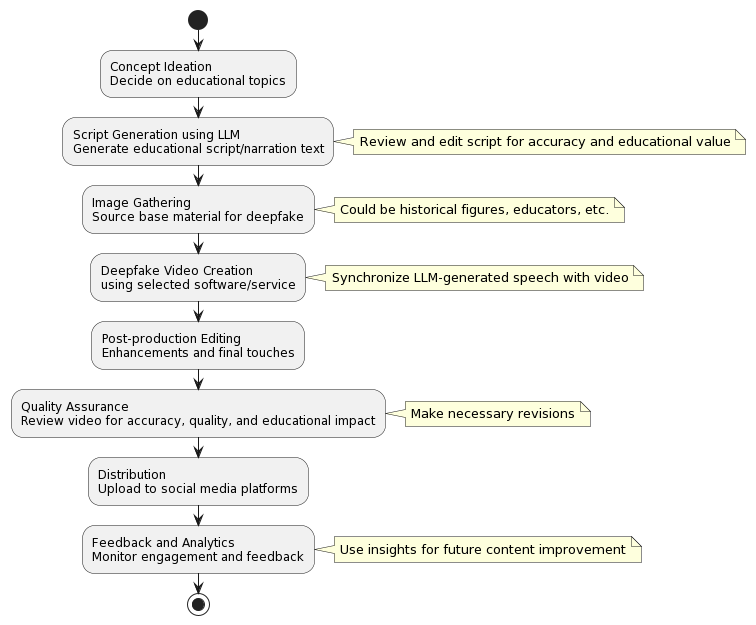 Concept Ideation
Decide on educational topics
Script Generation using LLM
Generate educational script/narration text
Review and edit script for accuracy and educational value
Image Gathering
Source base material for deepfake
Could be historical figures, educators, etc.
Deepfake Video Creation
using selected software/service
Synchronize LLM-generated speech with video
Post-production Editing
Enhancements and final touches
Quality Assurance
Review video for accuracy, quality, and educational impact
Make necessary revisions
Distribution
Upload to social media platforms
Feedback and Analytics
Monitor engagement and feedback
Use insights for future content improvement